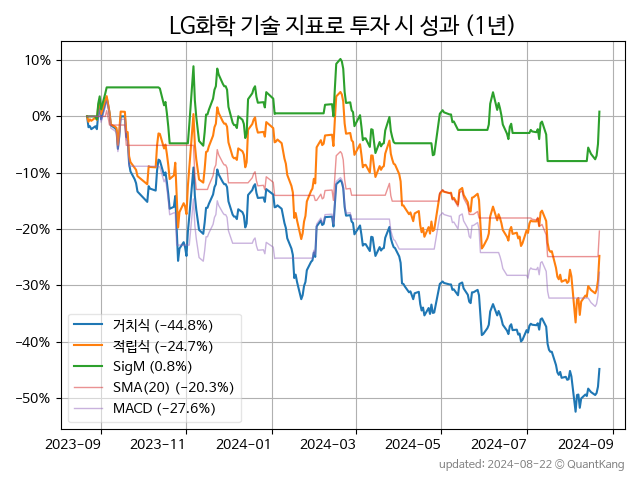 LG화학 기술 지표로 투자 시 성과 (1년)
10%
0%
−10%
−20%
−30%
−40%
−50%
거치식 (−44.8%)
적립식 (−24.7%)
SigM (0.8%)
SMA(20) (−20.3%)
MACD (−27.6%)
2023-09 2023-11 2024-01 2024-03 2024-05 2024-07 2024-09
updated: 2024-08-22 © QuantKang